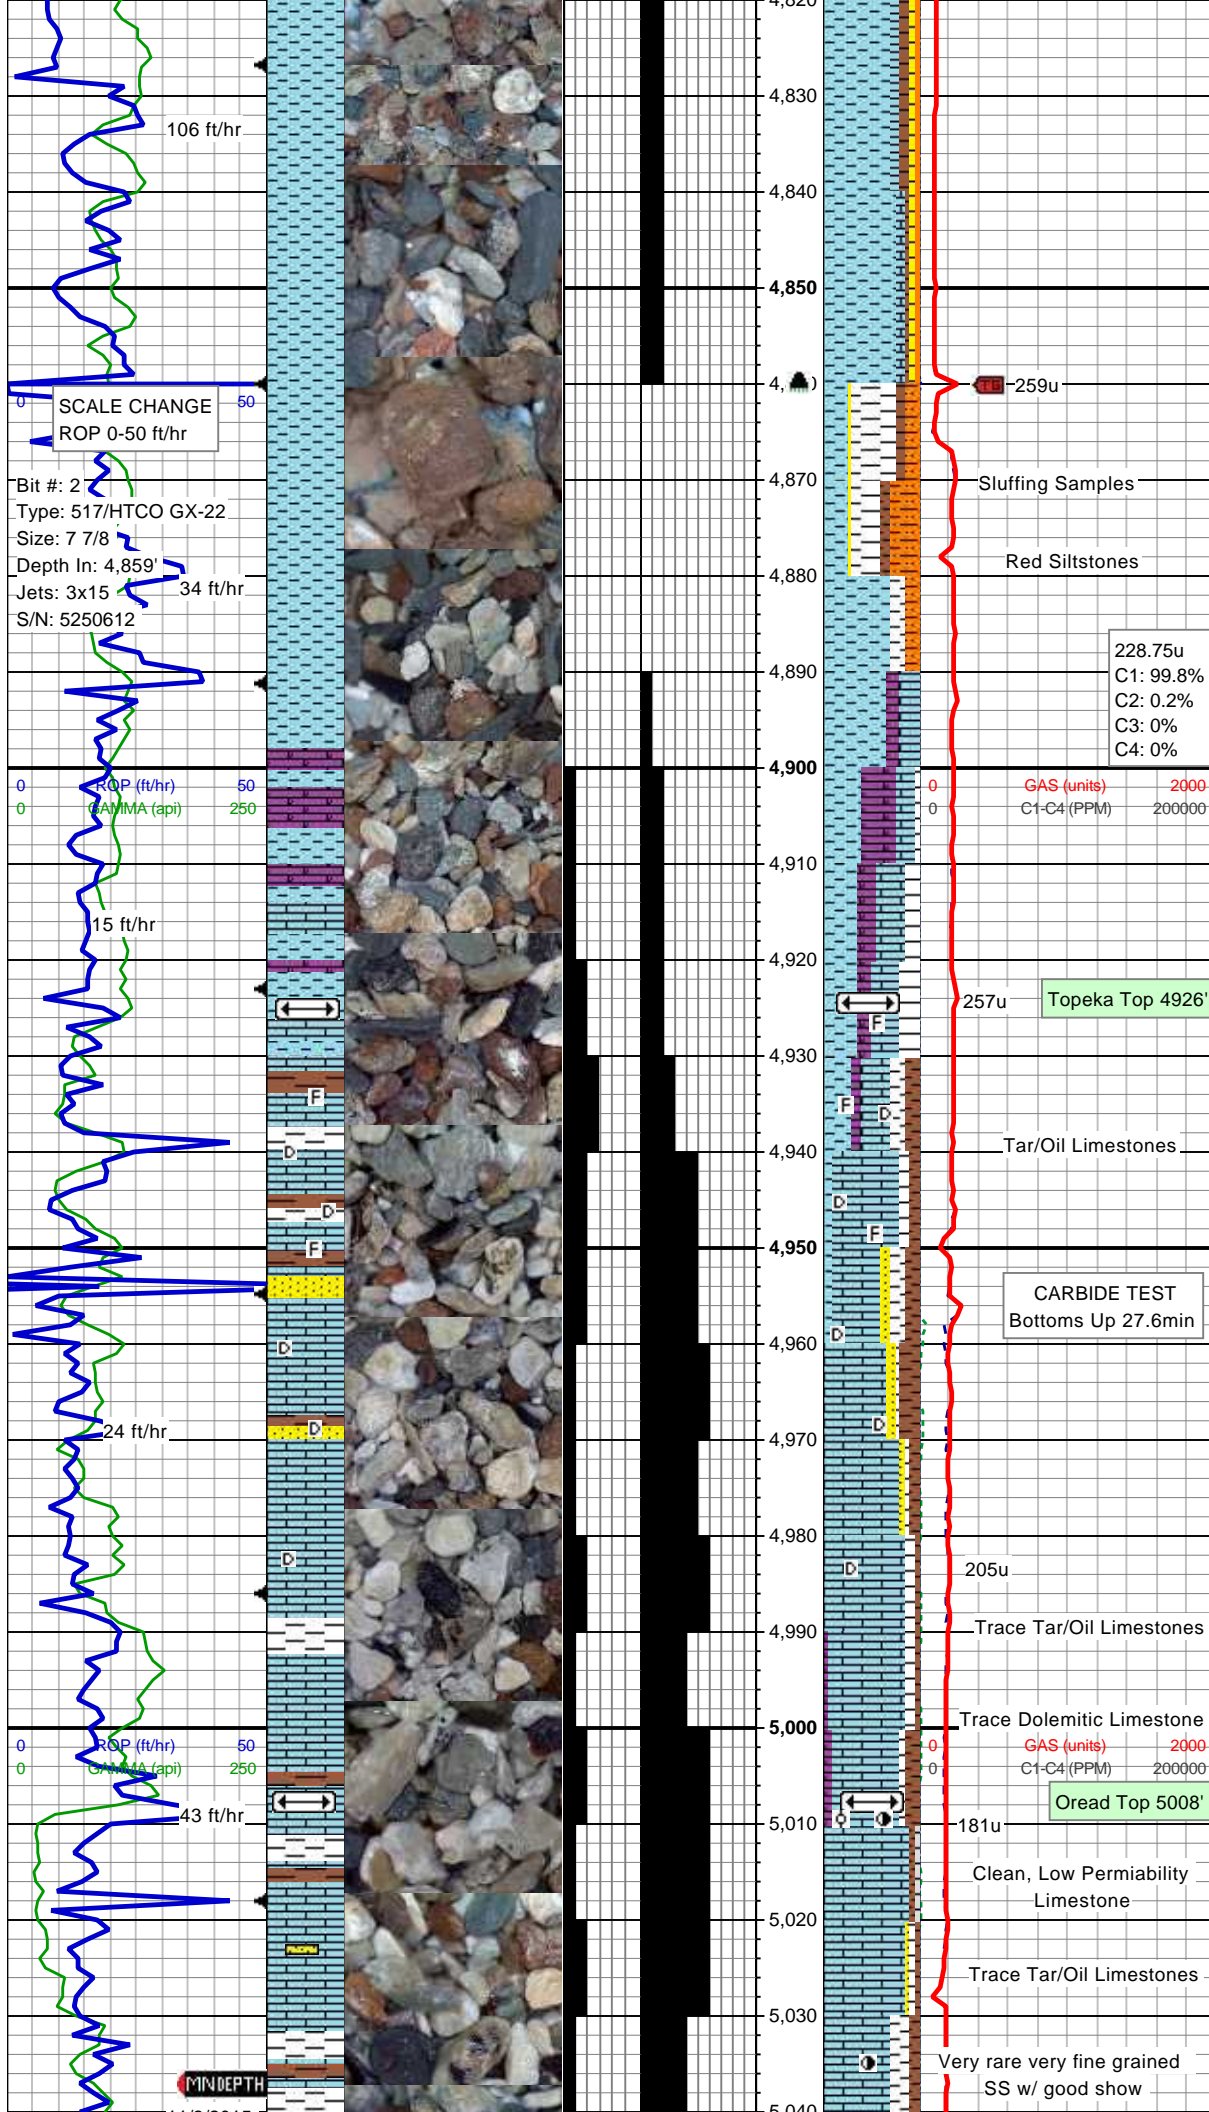 4,820
4,830
106 ft/hr
4,840
4,850
TG
259u
0
50
SCALE CHANGE
ROP 0-50 ft/hr
4,870
Sluffing Samples
Bit #: 2
Type: 517/HTCO GX-22
Size: 7 7/8
Depth In: 4,859'
Jets: 3x15
S/N: 5250612
34 ft/hr
Red Siltstones
4,880
228.75u
C1: 99.8%
C2: 0.2%
C3: 0%
C4: 0%
4,890
4,900
0 ROP (ft/hr) 50
0 GAMMA (api) 250
0 GAS (units) 2000
0 C1-C4 (PPM) 200000
4,910
15 ft/hr
4,920
257u
Topeka Top 4926'
F
4,930
F
F
D
4,940
D
Tar/Oil Limestones
D
D
F
F
4,950
CARBIDE TEST
Bottoms Up 27.6min
D
D
4,960
D
D
24 ft/hr
4,970
4,980
D
D
205u
4,990
Trace Tar/Oil Limestones
Trace Dolemitic Limestone
5,000
0 ROP (ft/hr) 50
0 GAMMA (api) 250
0 GAS (units) 2000
0 C1-C4 (PPM) 200000
Oread Top 5008'
43 ft/hr
5,010
181u
Clean, Low Permiability
Limestone
5,020
Trace Tar/Oil Limestones
5,030
Very rare very fine grained
SS w/ good show
MNDEPTH
5,040